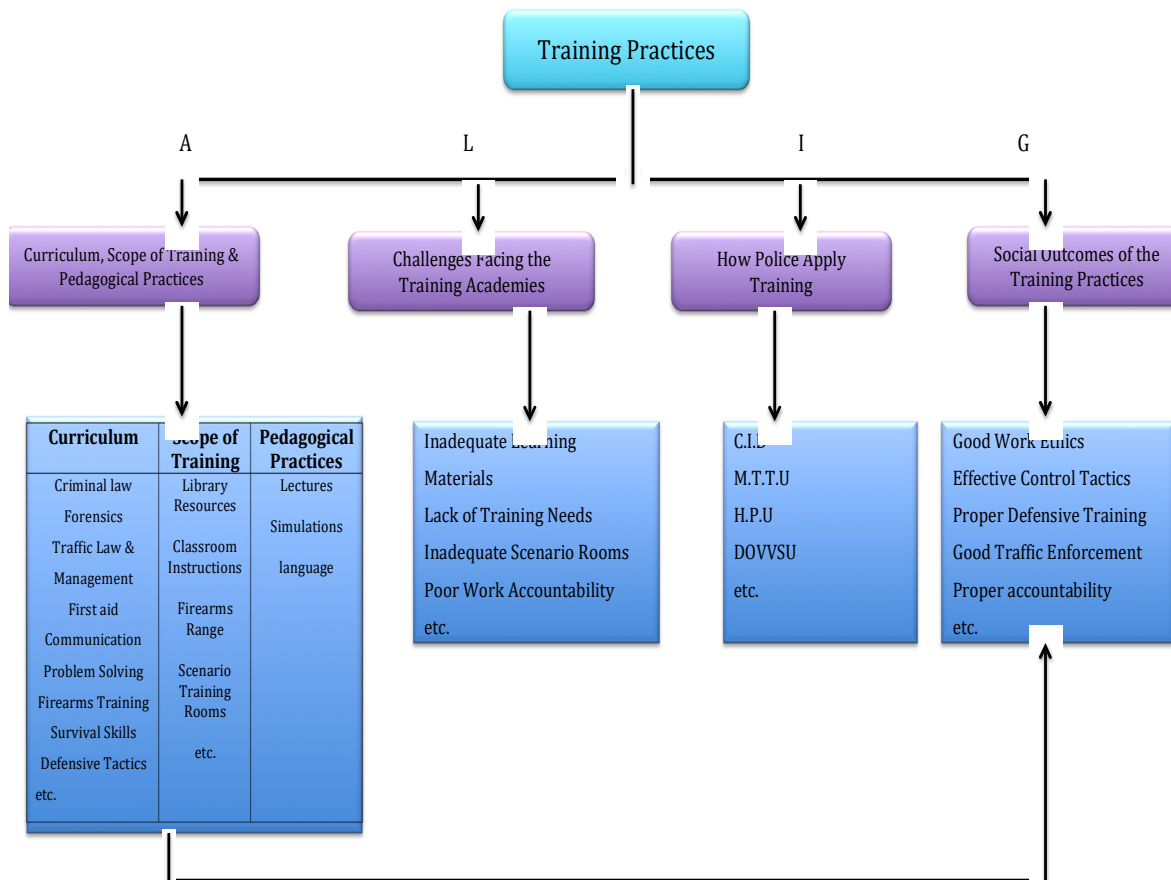 Training Practices
A
L
I
G
Curriculum, Scope of Training &
Pedagogical Practices
Challenges Facing the
Training Academies
How Police Apply
Training
Social Outcomes of the
Training Practices
Curriculum
Criminal law
Forensics
Traffic Law &
Management
First aid
Communication
Problem Solving
Firearms Training
Survival Skills
Defensive Tactics
etc.
Scope of
Training
Library
Resources
Classroom
Instructions
Firearms
Range
Scenario
Training
Rooms
etc.
Pedagogical
Practices
Lectures
Simulations
language
Inadequate Learning
Materials
Lack of Training Needs
Inadequate Scenario Rooms
Poor Work Accountability
etc.
C.I.D
M.T.T.U
H.P.U
DOVVSU
etc.
Good Work Ethics
Effective Control Tactics
Proper Defensive Training
Good Traffic Enforcement
Proper accountability
etc.